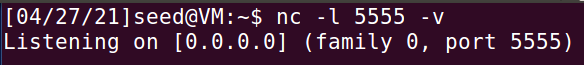 [04/27/21]seed@VM:~$ nc -l 5555 -v
Listening on [0.0.0.0] (family 0, port 5555)